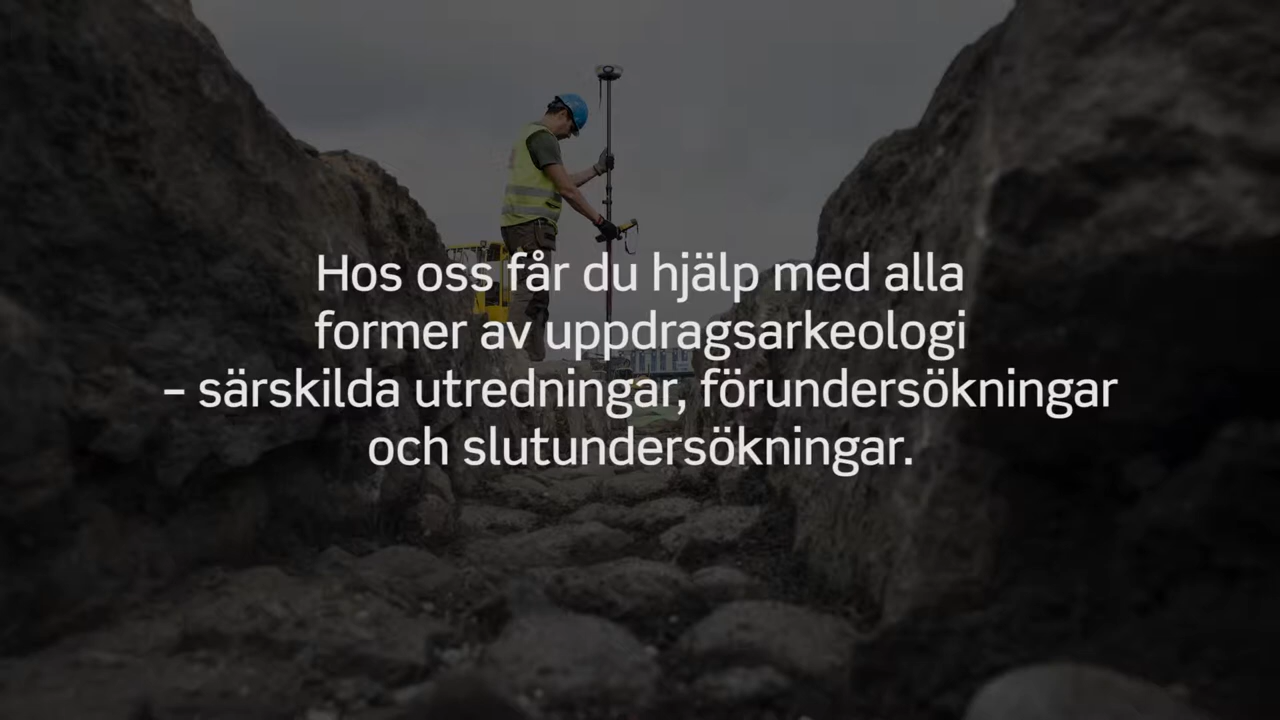 Hos oss får du hjälp med alla
former av uppdragsarkeologi
– särskilda utredningar, förundersökningar
och slutundersökningar.